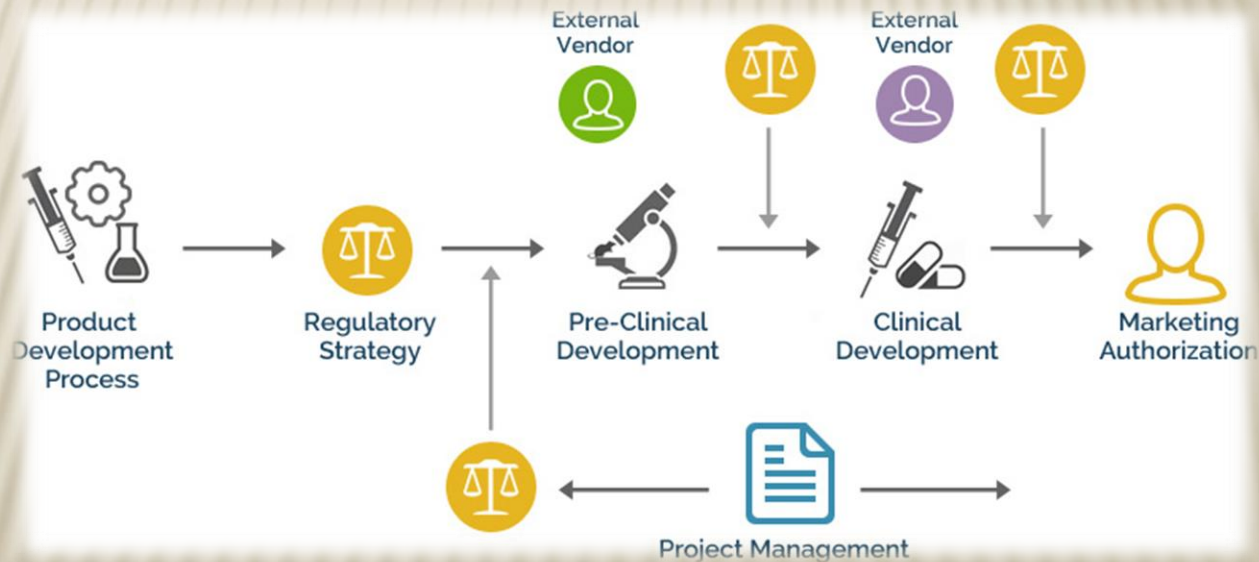 External
Vendor
External
Vendor
Product
Development
Process
Regulatory
Strategy
Pre-Clinical
Development
Clinical
Development
Marketing
Authorization
Project Management